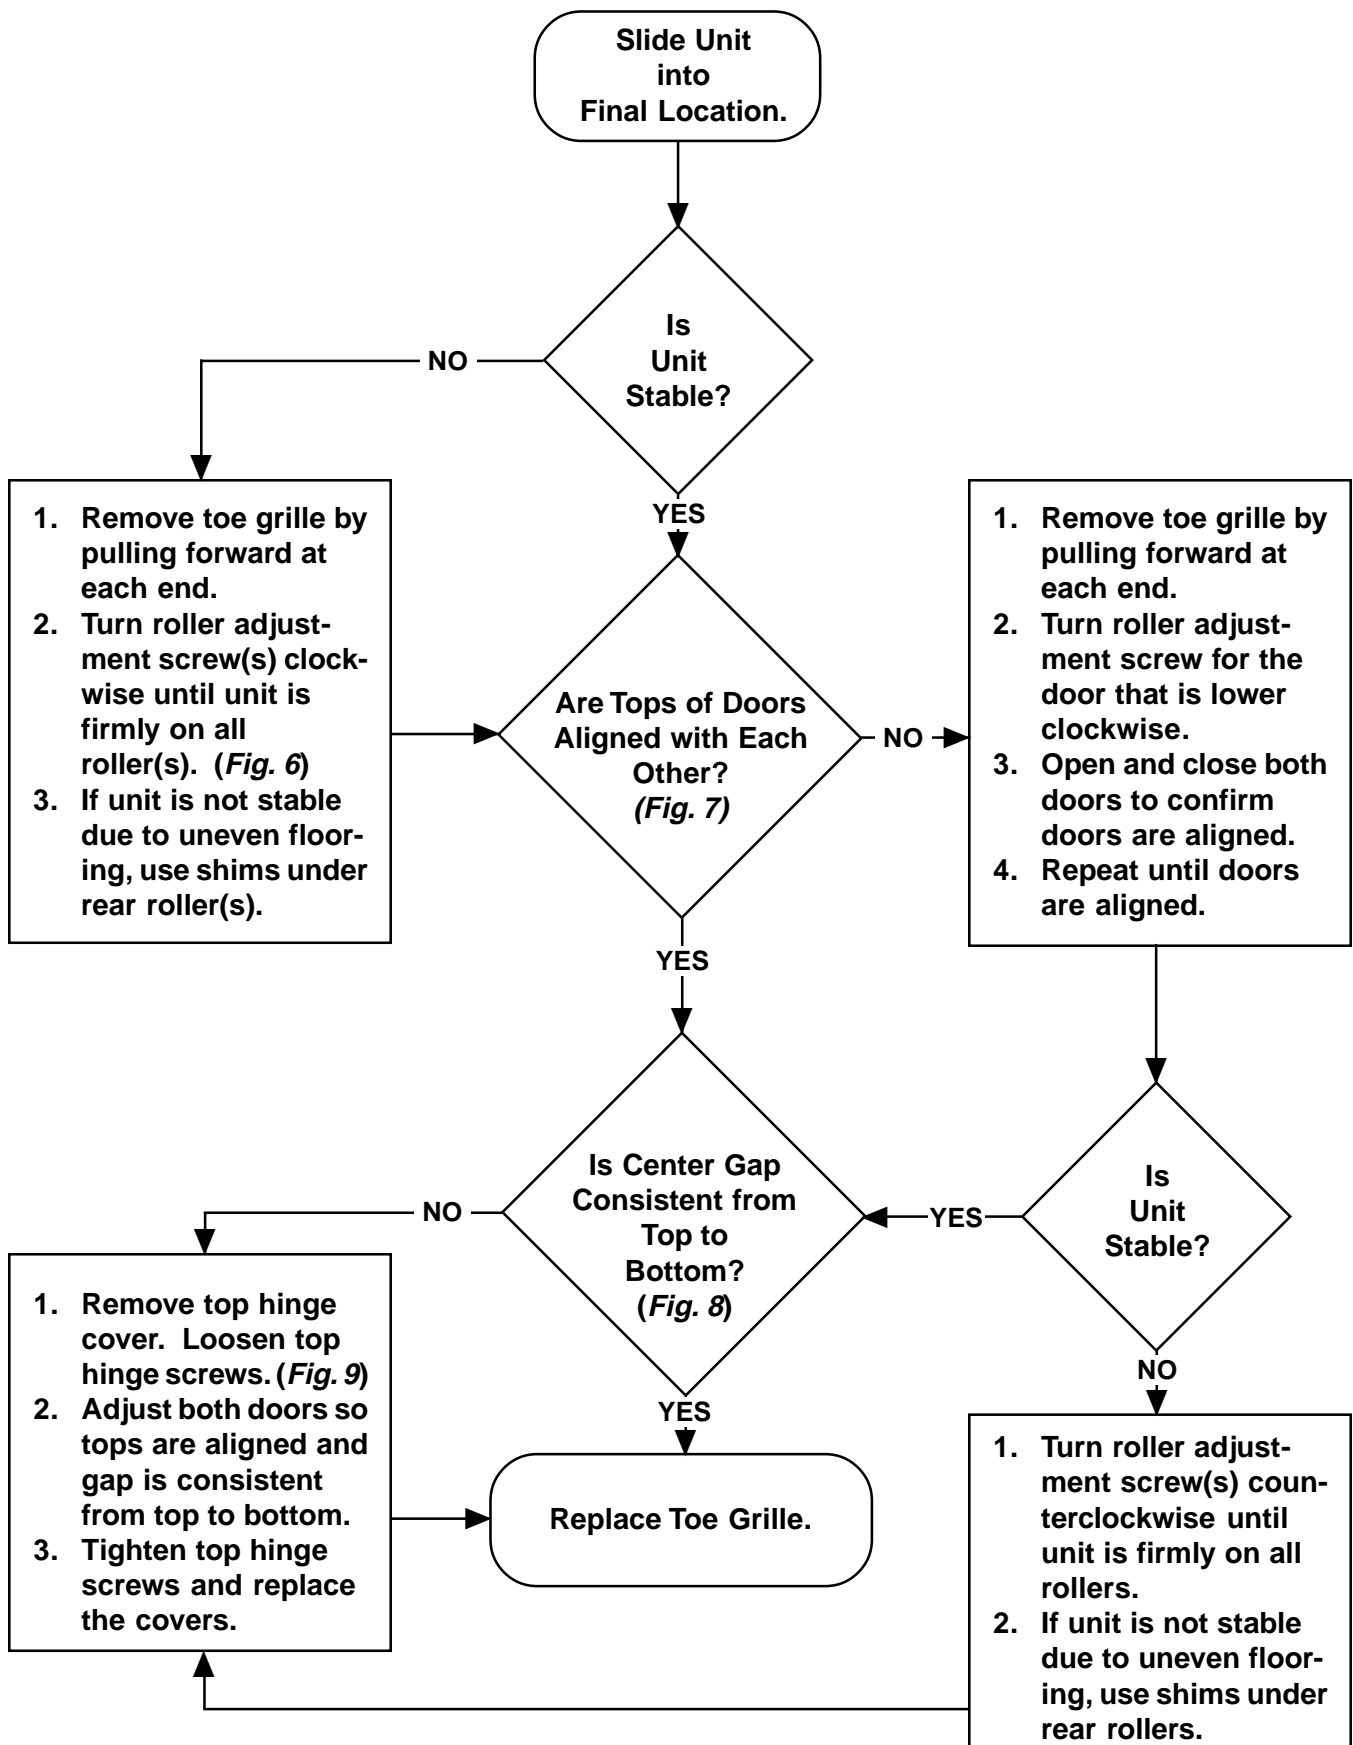 Slide Unit
into
Final Location.
Is
Unit
Stable?
NO
YES
1. Remove toe grille by
pulling forward at
each end.
2. Turn roller adjust-
ment screw(s) clock-
wise until unit is
firmly on all
roller(s). (Fig. 6)
3. If unit is not stable
due to uneven floor-
ing, use shims under
rear roller(s).
Are Tops of Doors
Aligned with Each
Other?
(Fig. 7)
NO
YES
1. Remove toe grille by
pulling forward at
each end.
2. Turn roller adjust-
ment screw for the
door that is lower
clockwise.
3. Open and close both
doors to confirm
doors are aligned.
4. Repeat until doors
are aligned.
Is
Unit
Stable?
YES
NO
Is Center Gap
Consistent from
Top to
Bottom?
(Fig. 8)
NO
YES
1. Remove top hinge
cover. Loosen top
hinge screws. (Fig. 9)
2. Adjust both doors so
tops are aligned and
gap is consistent
from top to bottom.
3. Tighten top hinge
screws and replace
the covers.
Replace Toe Grille.
1. Turn roller adjust-
ment screw(s) coun-
terclockwise until
unit is firmly on all
rollers.
2. If unit is not stable
due to uneven floor-
ing, use shims under
rear rollers.